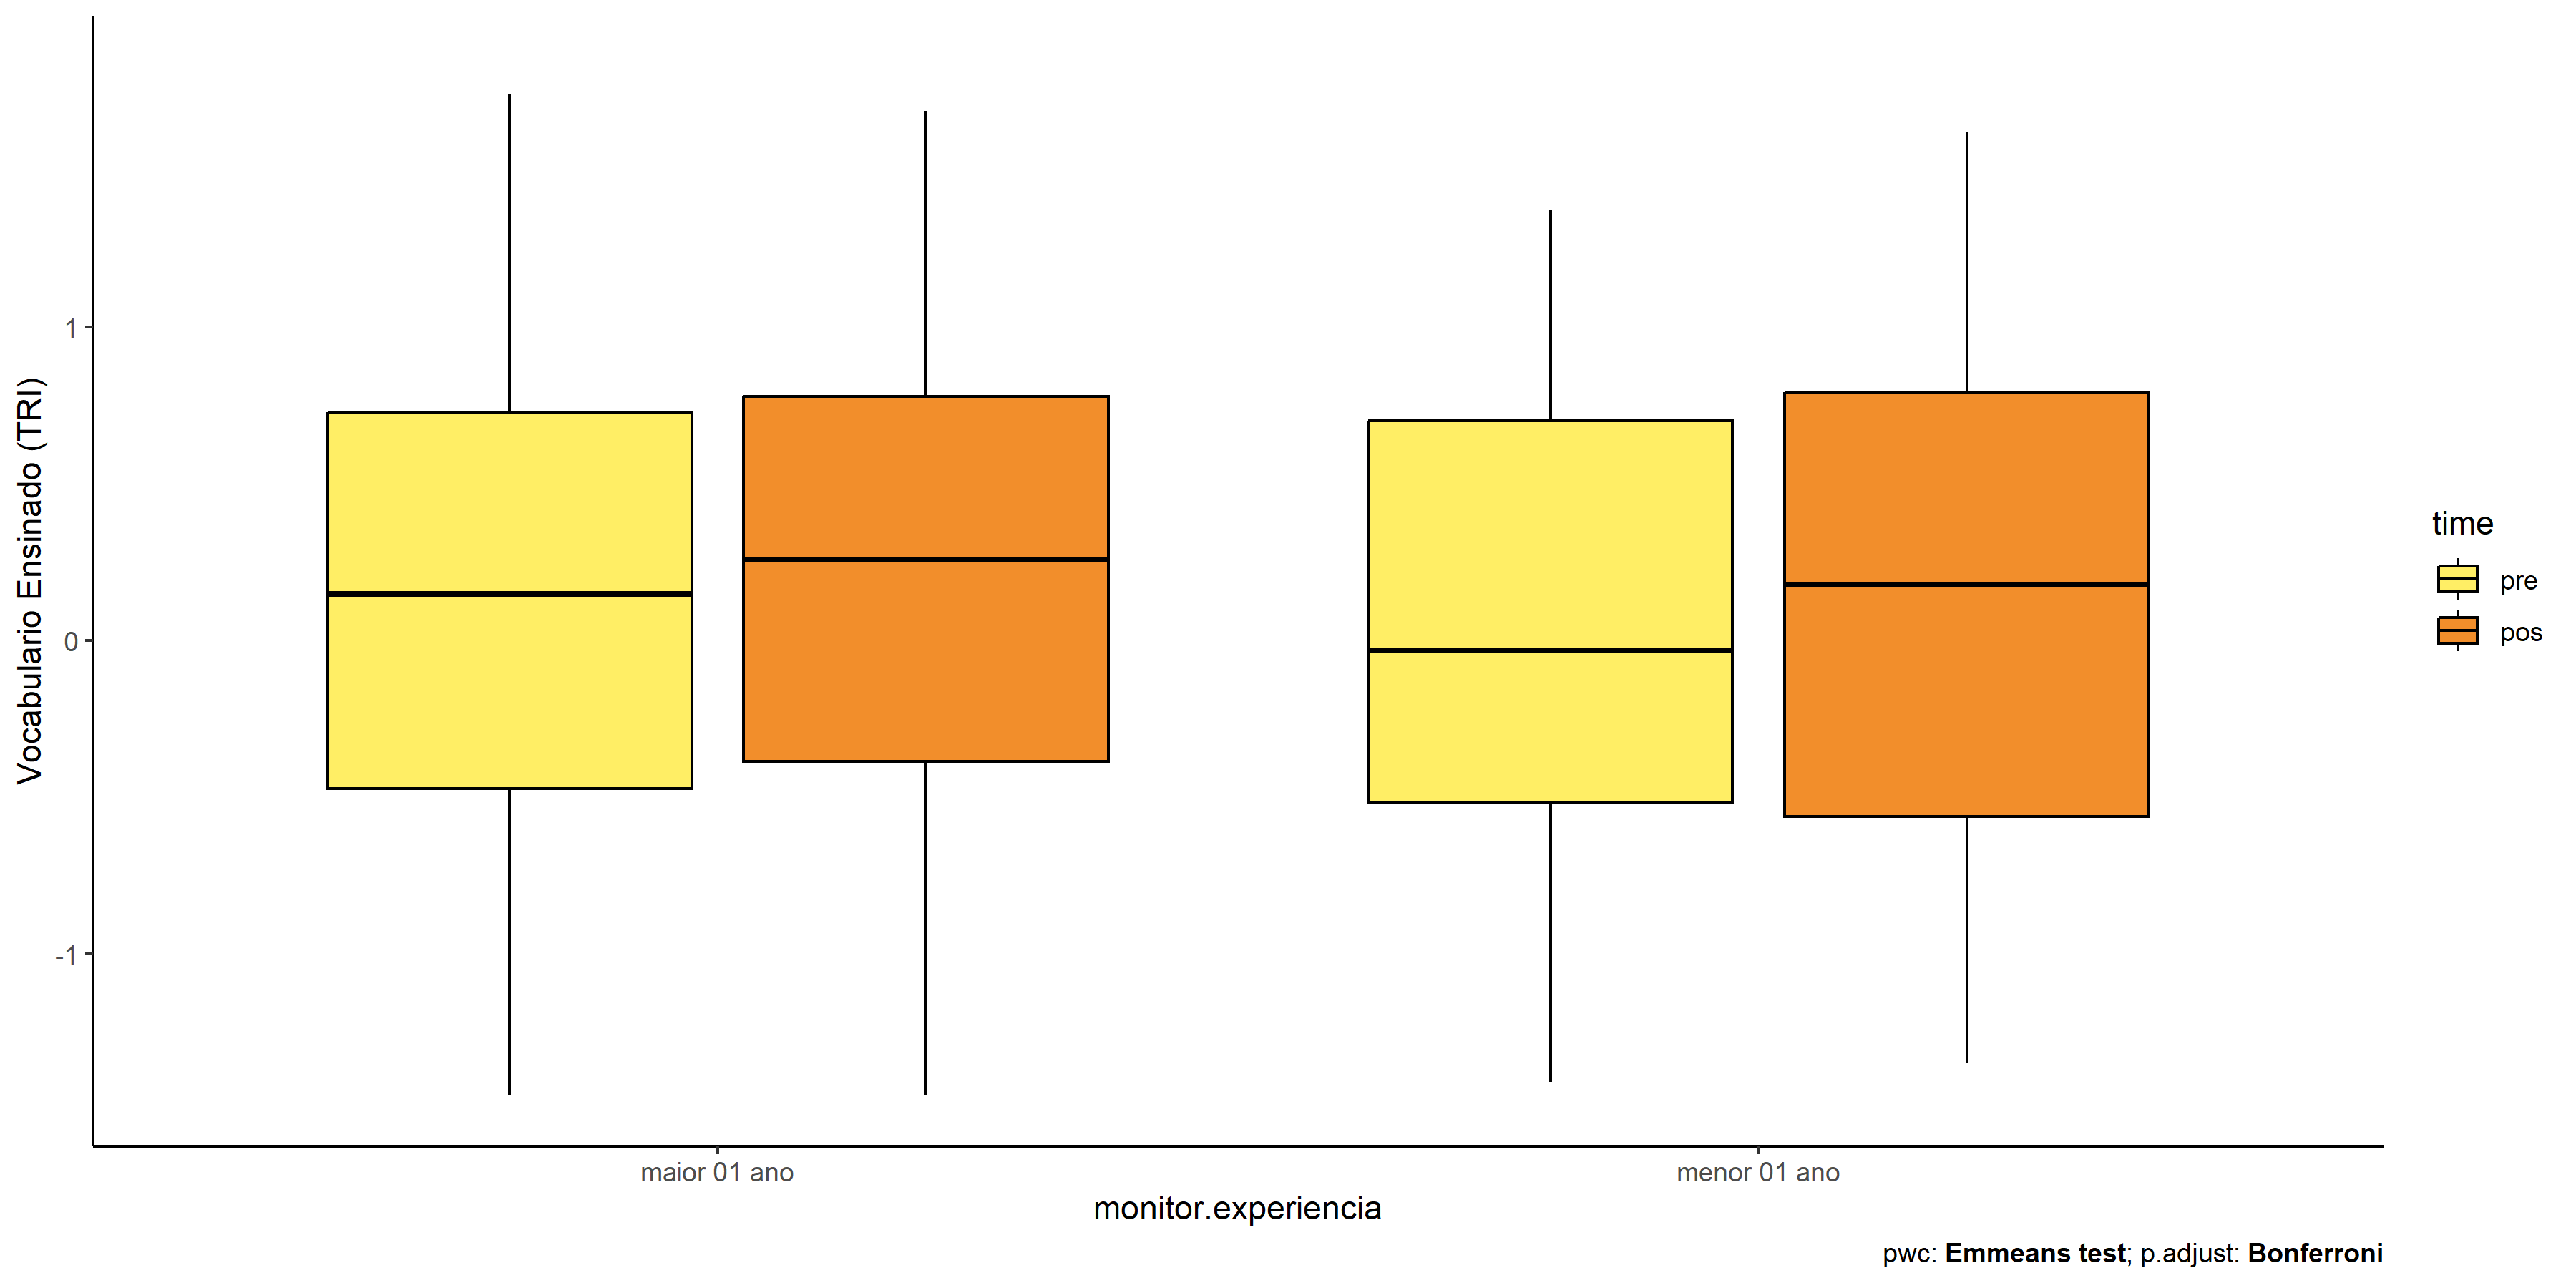 Vocabulario Ensinado (TRI)
1
0
-1
maior 01 ano
menor 01 ano
monitor.experiencia
time
pre
pos
pwc: Emmeans test; p.adjust: Bonferroni